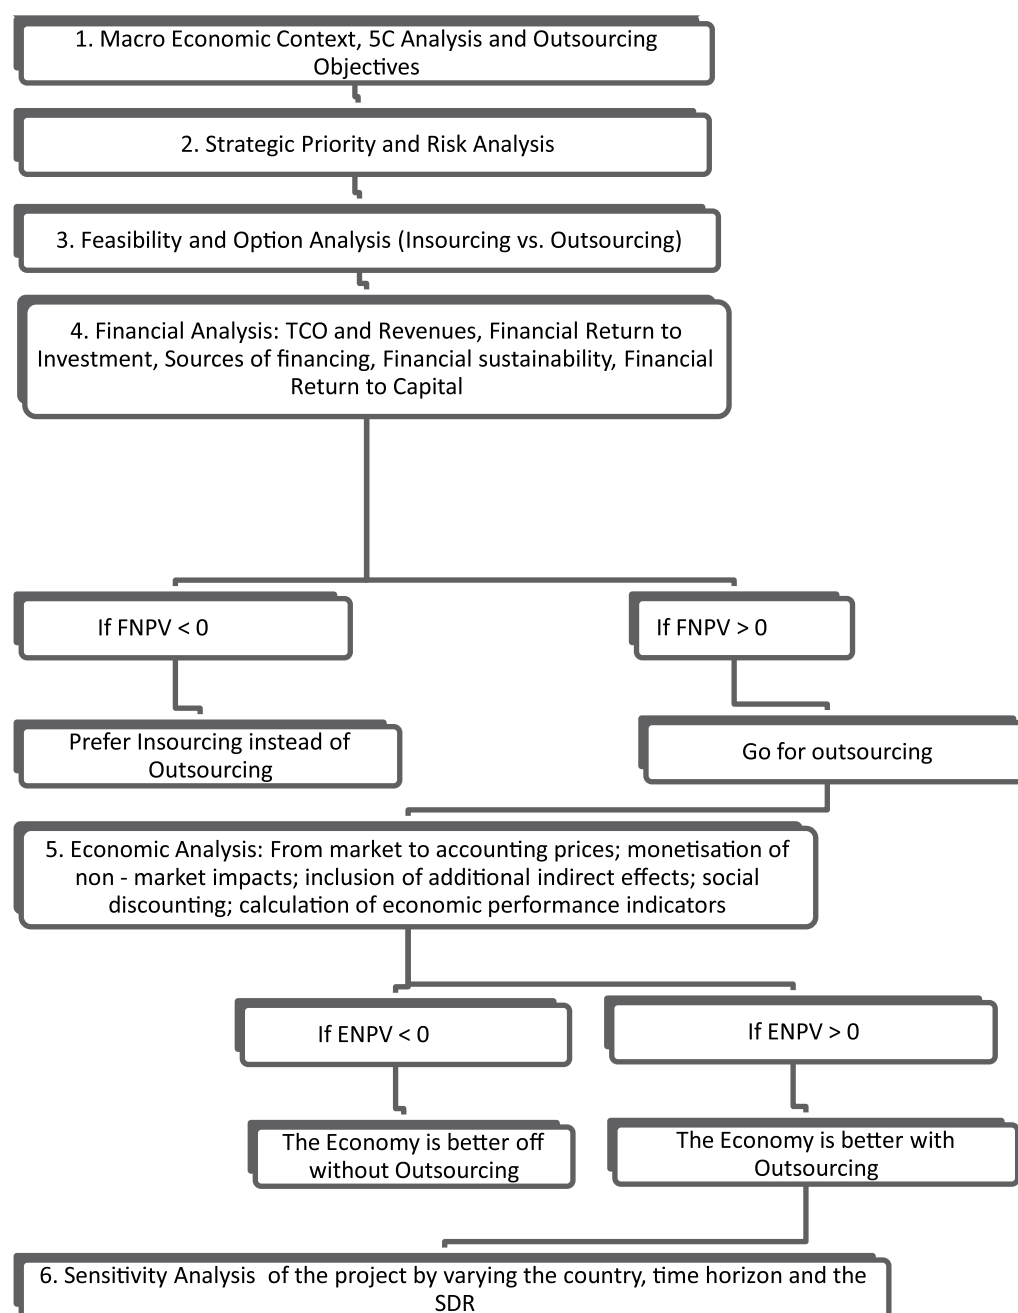 1. Macro Economic Context, 5C Analysis and Outsourcing
Objectives
2. Strategic Priority and Risk Analysis
3. Feasibility and Option Analysis (Insourcing vs. Outsourcing)
4. Financial Analysis: TCO and Revenues, Financial Return to
Investment, Sources of financing, Financial sustainability, Financial
Return to Capital
If FNPV < 0
If FNPV > 0
Prefer Insourcing instead of
Outsourcing
Go for outsourcing
5. Economic Analysis: From market to accounting prices; monetisation of
non - market impacts; inclusion of additional indirect effects; social
discounting; calculation of economic performance indicators
If ENPV < 0
If ENPV > 0
The Economy is better off
without Outsourcing
The Economy is better with
Outsourcing
6. Sensitivity Analysis  of the project by varying the country, time horizon and the
SDR